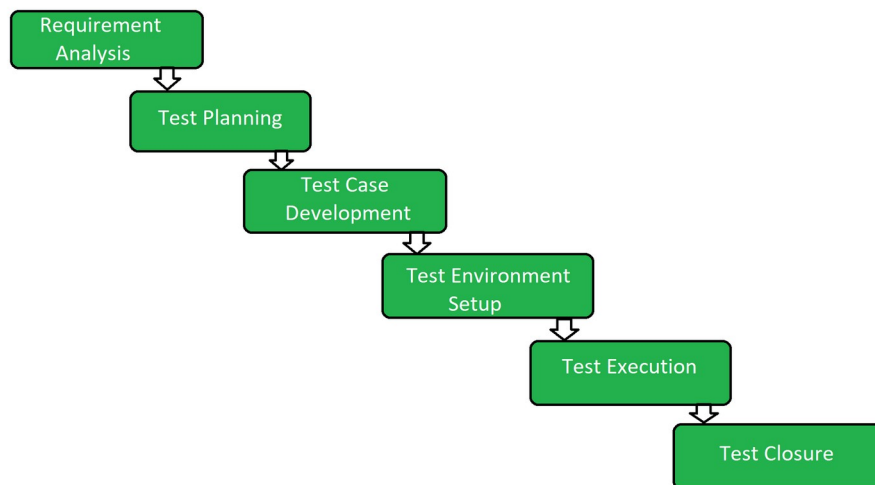 Requirement
Analysis
Test Planning
Test Case
Development
Test Environment
Setup
Test Execution
Test Closure